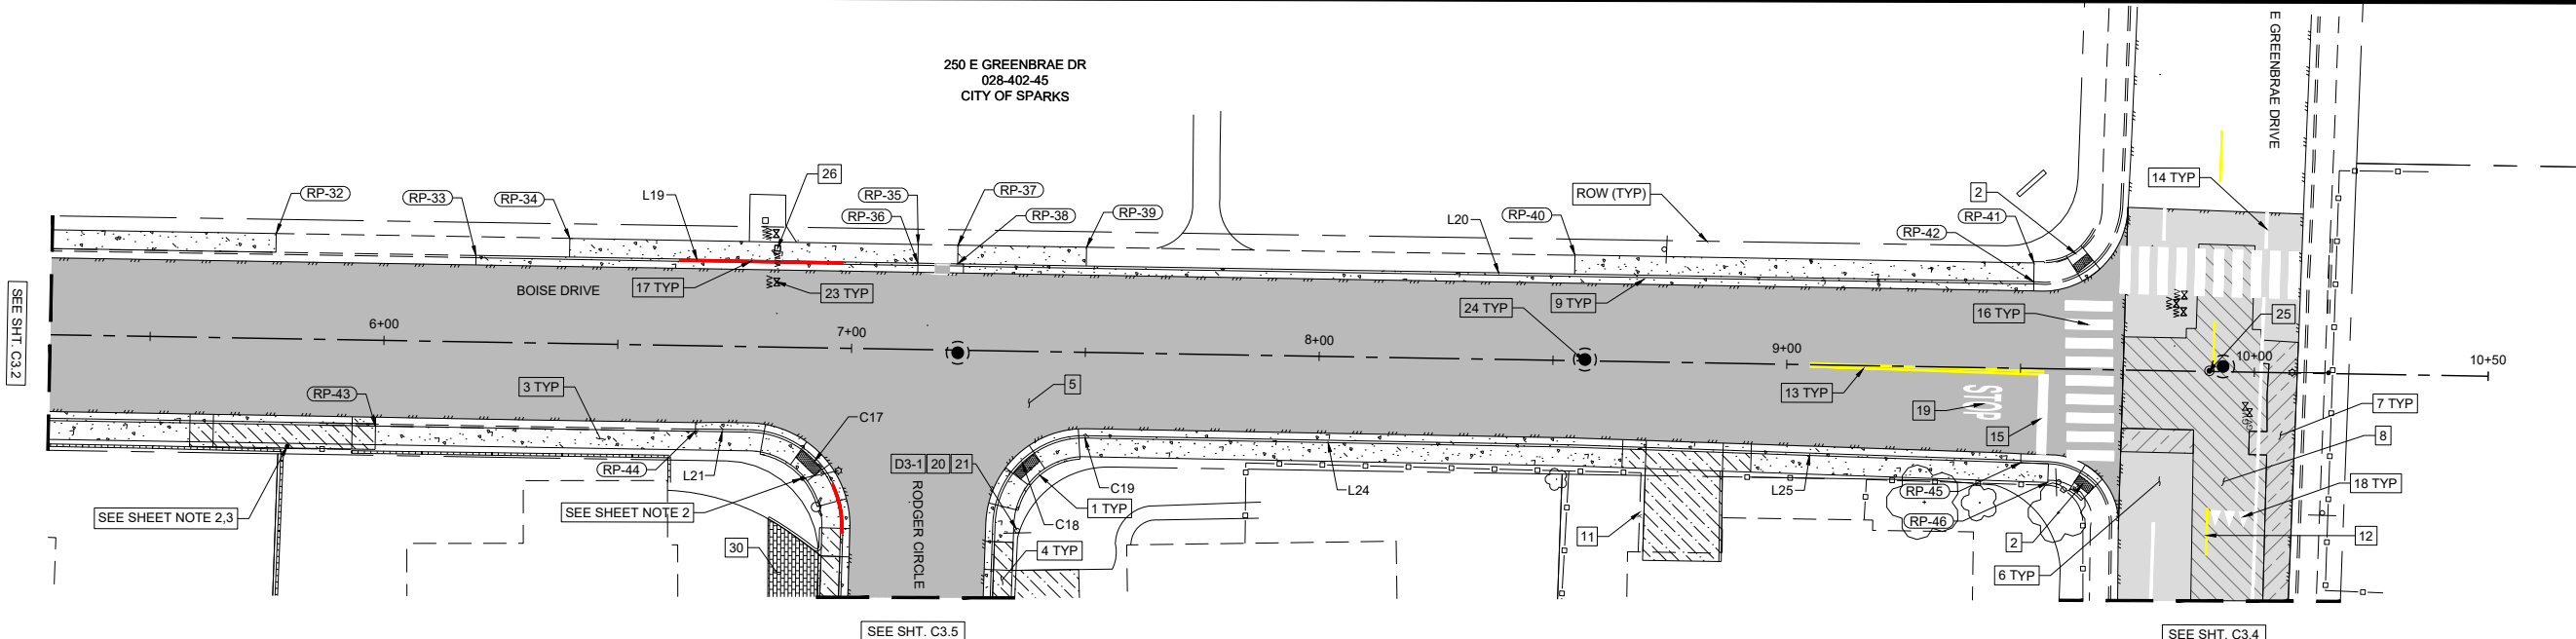 250 E GREENBRAE DR
028-402-45
CITY OF SPARKS
E GREENBRAE DRIVE
14 TYP
26
RP-32
RP-33
RP-34
L19
RP-35
RP-36
RP-37
RP-38
RP-39
RP-40
L20
ROW (TYP)
2
RP-41
RP-42
SEE SHT. C3.2
BOISE DRIVE
17 TYP
23 TYP
24 TYP
9 TYP
16 TYP
25
6+00
7+00
8+00
9+00
10+00
10+50
RP-43
3 TYP
5
13 TYP
STOP
19
15
7 TYP
8
C17
RP-44
L21
D3-1
20
21
C19
L24
L25
RP-45
RP-46
18 TYP
SEE SHEET NOTE 2,3
SEE SHEET NOTE 2
RODGER CIRCLE
C18
1 TYP
11
2
12
30
4 TYP
6 TYP
SEE SHT. C3.5
SEE SHT. C3.4